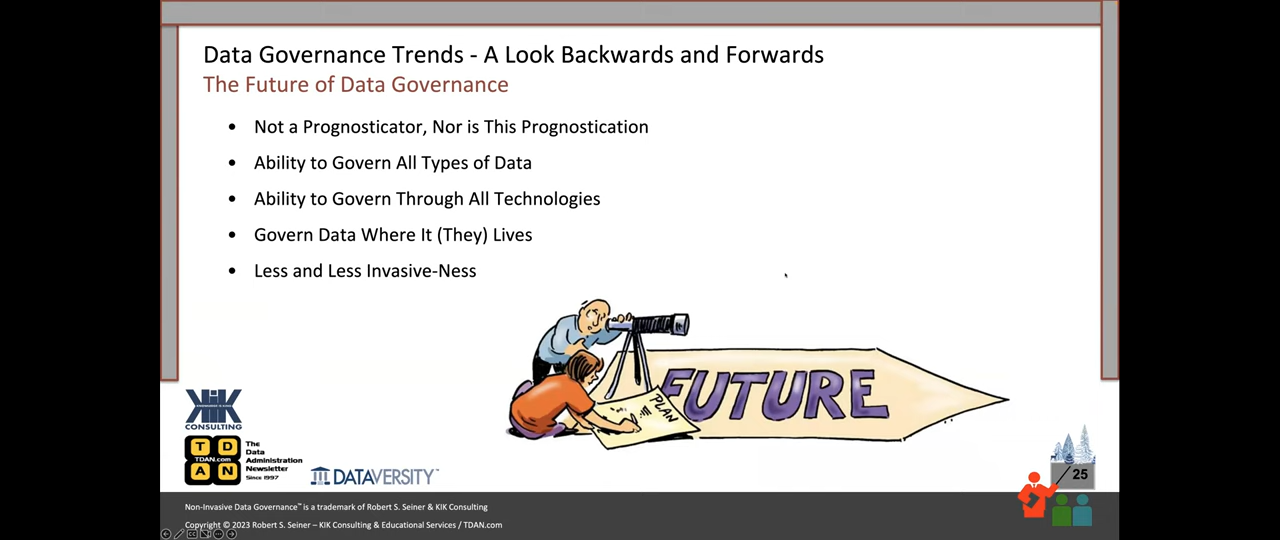 Data Governance Trends - A Look Backwards and Forwards
The Future of Data Governance
• Not a Prognosticator, Nor is This Prognostication
• Ability to Govern All Types of Data
• Ability to Govern Through All Technologies
• Govern Data Where It (They) Lives
• Less and Less Invasive-Ness
FUTURE
PLAN
KIK
CONSULTING
T D
TDAN.com
A N
The
Data
Administration
Newsletter
Since 1997
DATAVERSITY
25
Non-Invasive Data Governance™ is a trademark of Robert S. Seiner & KIK Consulting
Copyright © 2023 Robert S. Seiner – KIK Consulting & Educational Services / TDAN.com